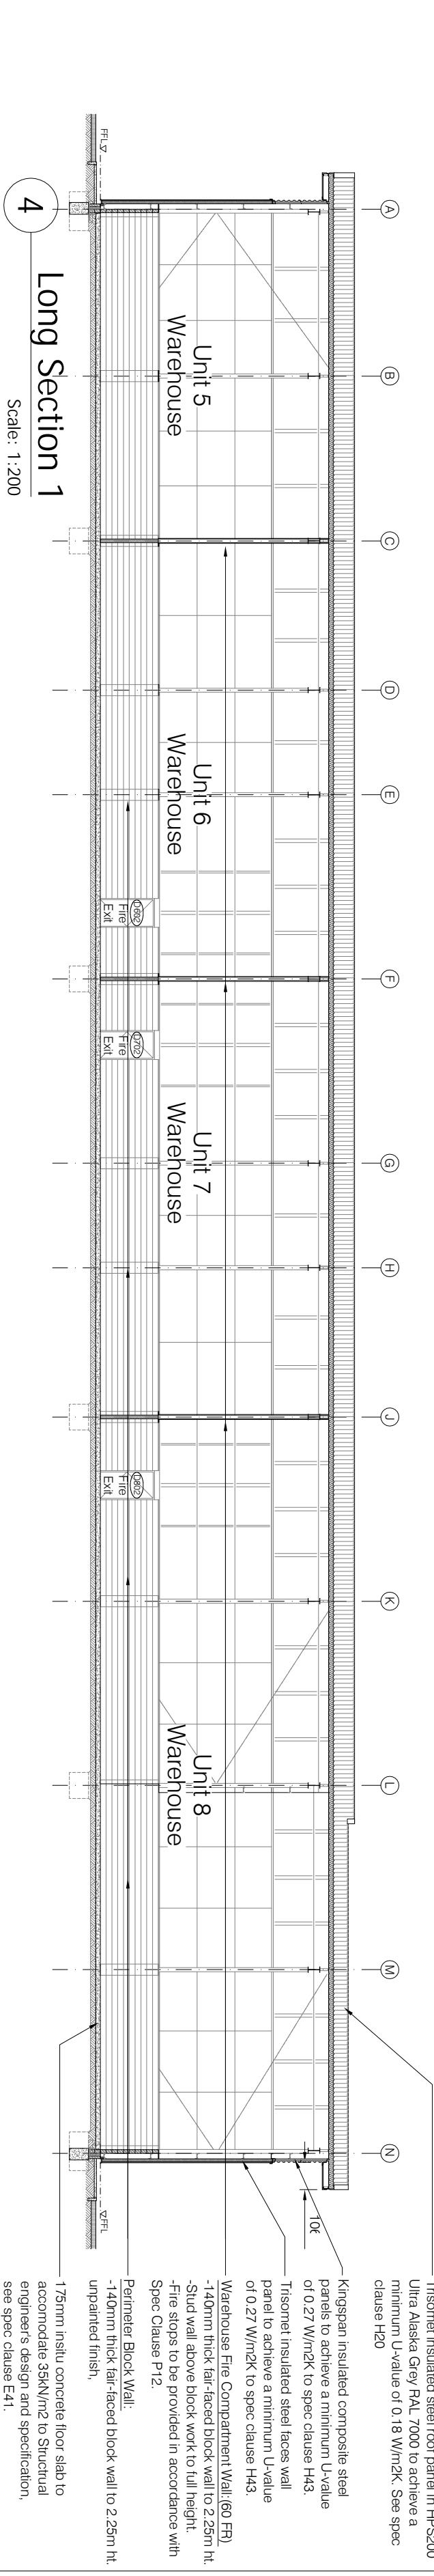 A
B
C
D
E
F
G
H
J
K
L
M
N
FFL
Unit 5
Warehouse
Unit 6
Warehouse
D602
Fire
Exit
D702
Fire
Exit
Unit 7
Warehouse
D802
Fire
Exit
Unit 8
Warehouse
FFL
4
Long Section 1
Scale: 1:200
Trisomet insulated steel roof panel in HPS200
Ultra Alaska Grey RAL 7000 to achieve a
minimum U-value of 0.18 W/m2K. See spec
clause H20
Kingspan insulated composite steel
panels to achieve a minimum U-value
of 0.27 W/m2K to spec clause H43.
Trisomet insulated steel faces wall
panel to achieve a minimum U-value
of 0.27 W/m2K to spec clause H43.
Warehouse Fire Compartment Wall:(60 FR)
-140mm thick fair-faced block wall to 2.25m ht.
-Stud wall above block work to full height.
-Fire stops to be provided in accordance with
Spec Clause P12.
Perimeter Block Wall:
-140mm thick fair-faced block wall to 2.25m ht.
unpainted finish,
175mm insitu concrete floor slab to
accomodate 35kN/m2 to Structrual
engineer's design and specification,
see spec clause E41.